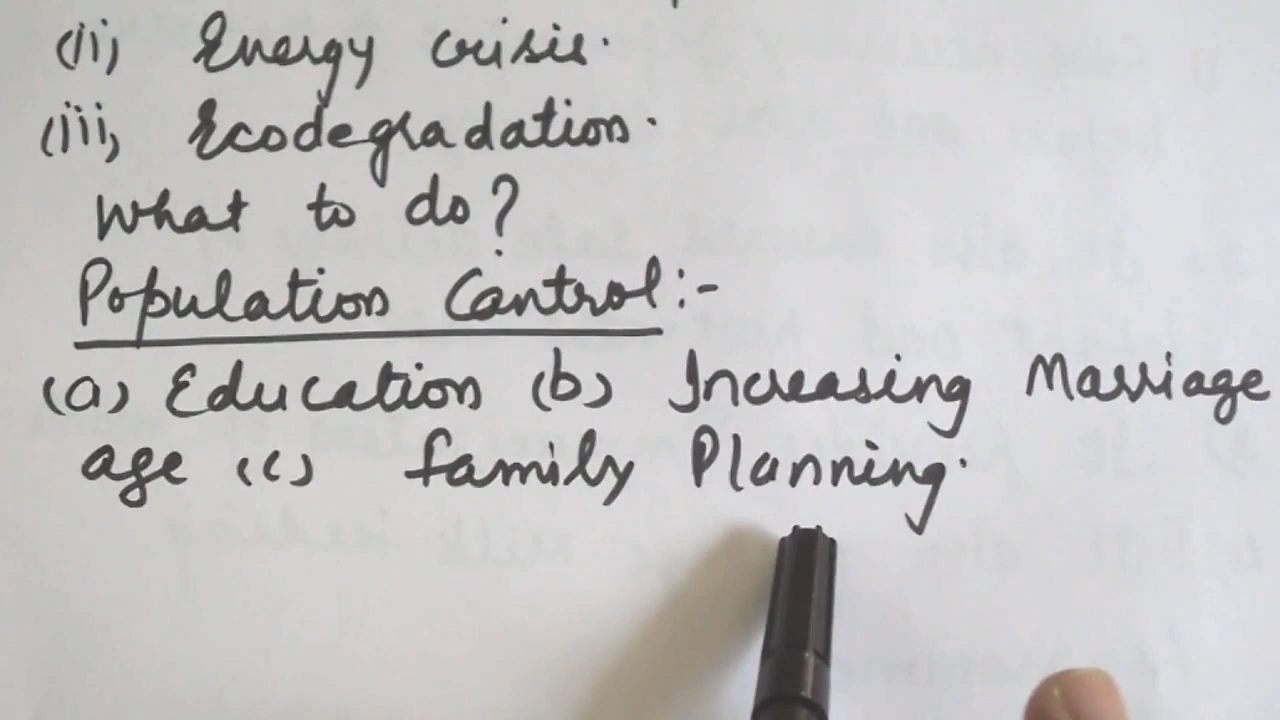 (ii) Energy crisis.
(iii) Ecodegradation.
What to do?
Population Control:-
(a) Education (b) Increasing Marriage
age (c) family Planning.